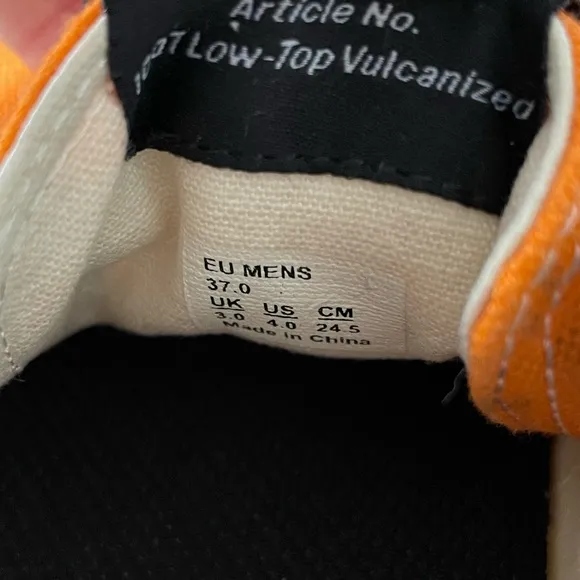 Article No.
Low-Top Vulcanized
EU MENS
37.0
UK US CM
3.0 4.0 24.5
Made in China